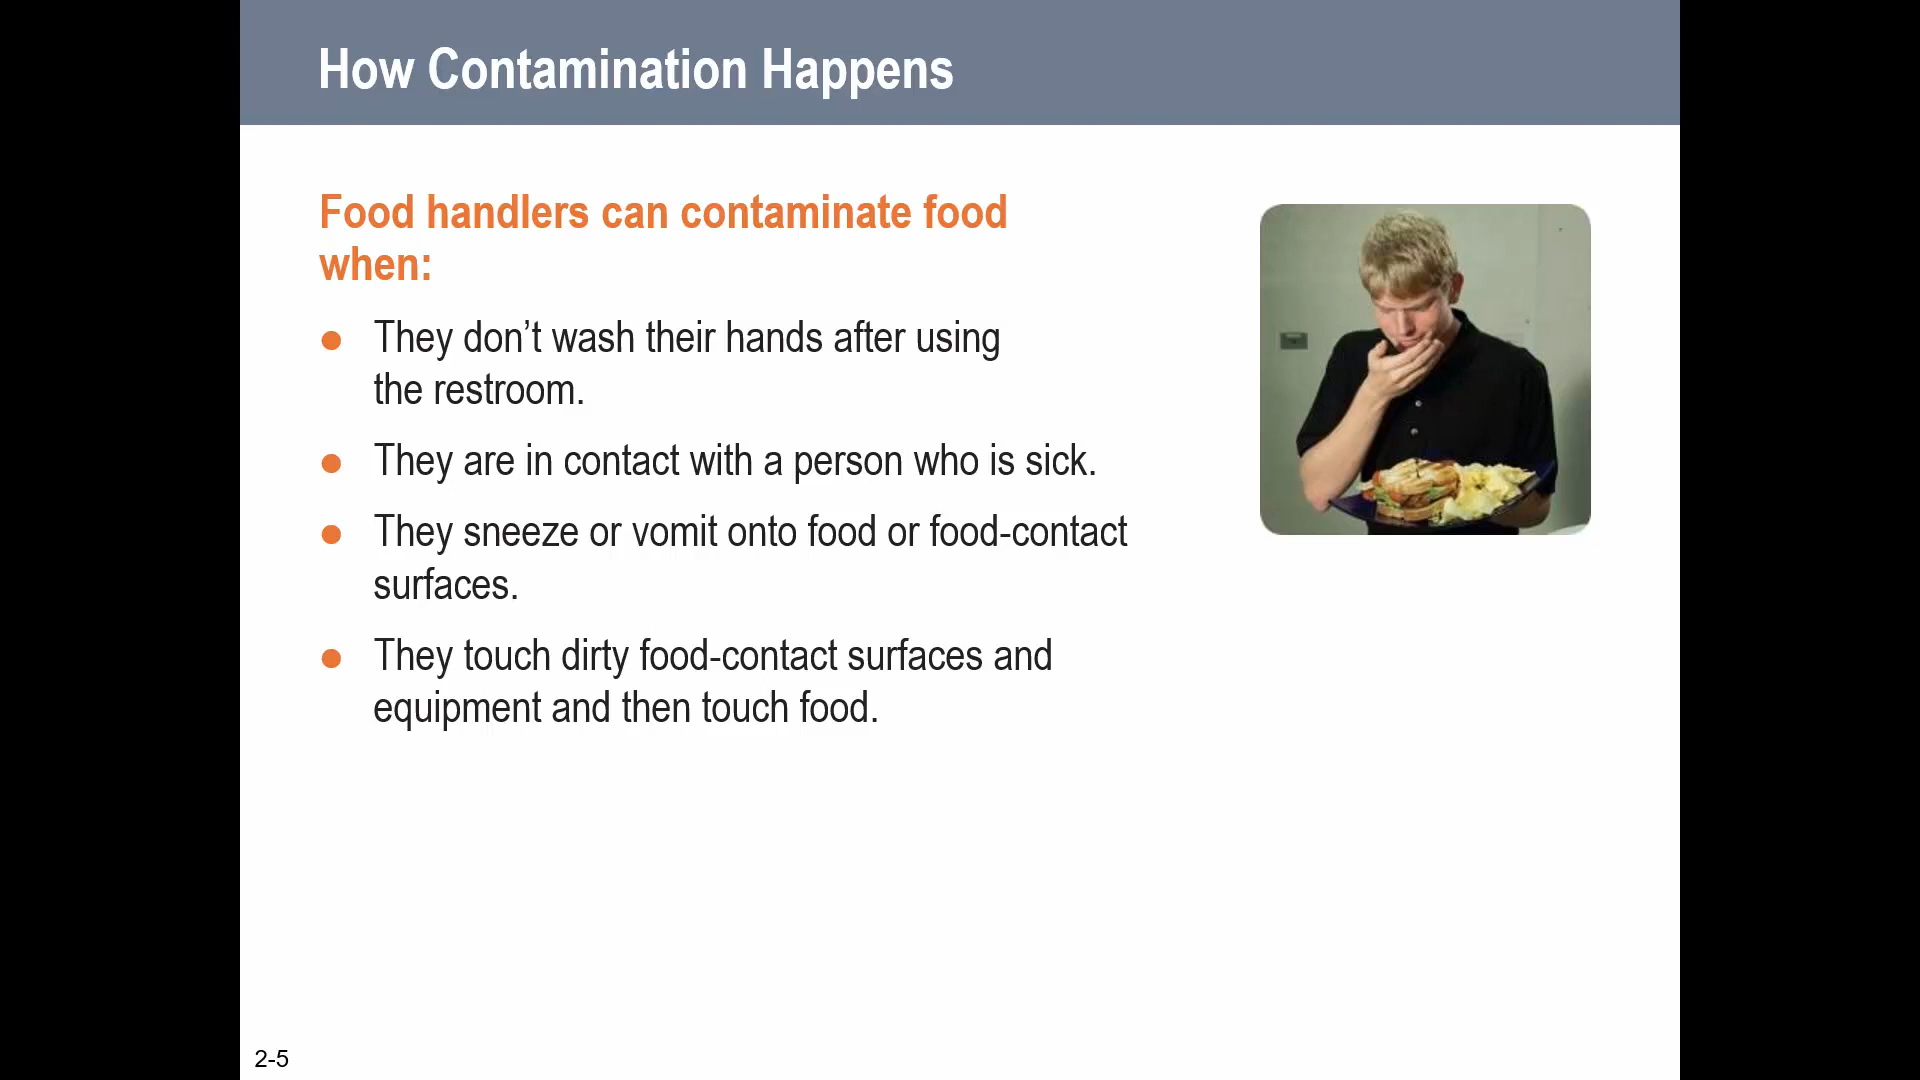 How Contamination Happens
Food handlers can contaminate food
when:
● They don’t wash their hands after using
the restroom.
● They are in contact with a person who is sick.
● They sneeze or vomit onto food or food-contact
surfaces.
● They touch dirty food-contact surfaces and
equipment and then touch food.
2-5